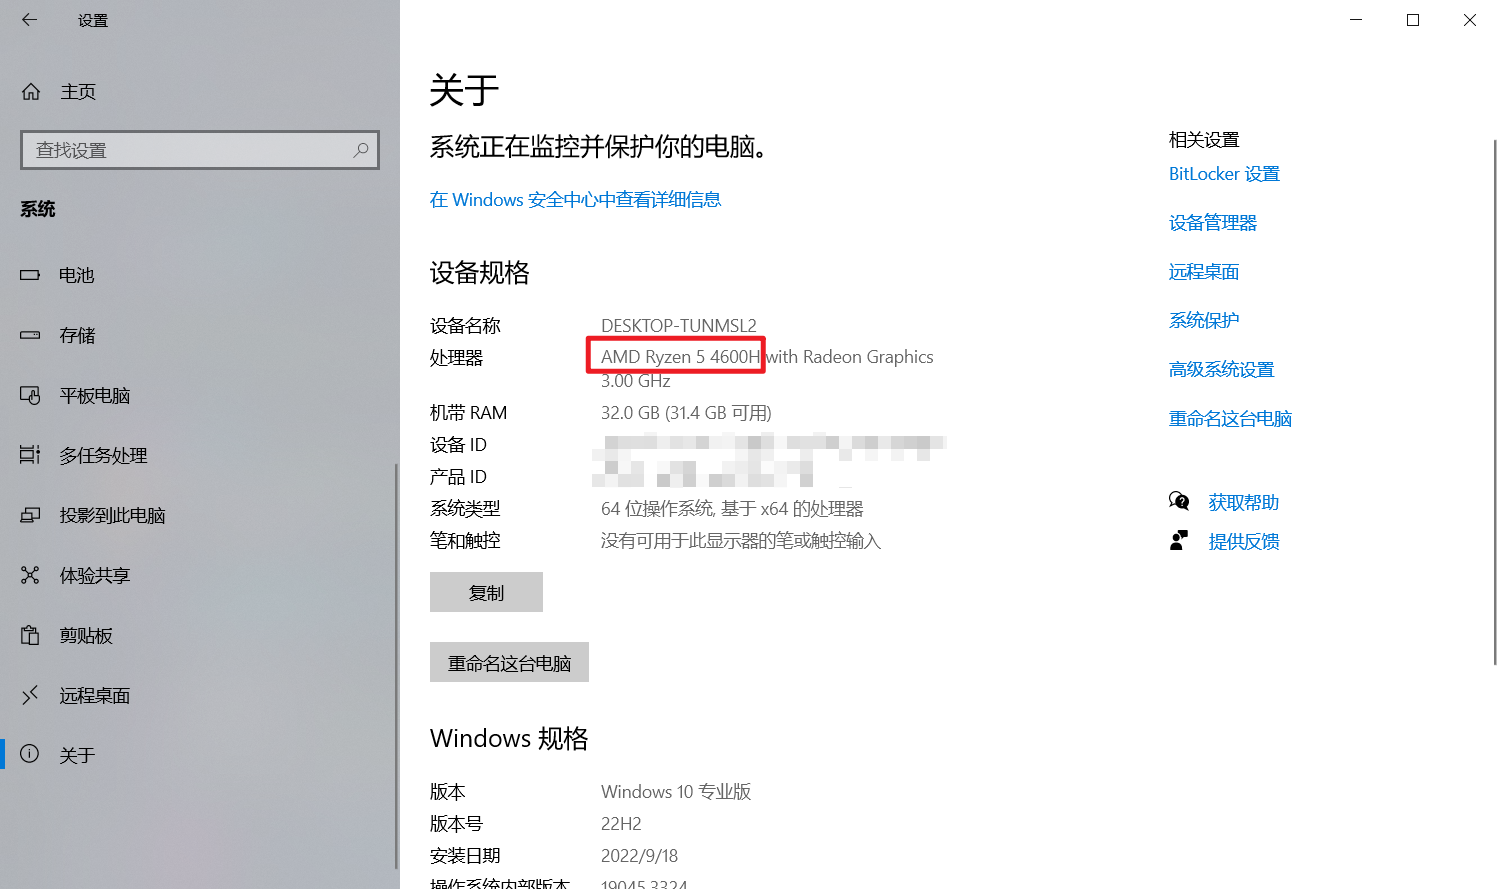 设置
主页
查找设置
系统
电池
存储
平板电脑
多任务处理
投影到此电脑
体验共享
剪贴板
远程桌面
关于
关于
系统正在监控并保护你的电脑。
在 Windows 安全中心中查看详细信息
设备规格
设备名称 DESKTOP-TUNMSL2
处理器 AMD Ryzen 5 4600H with Radeon Graphics
3.00 GHz
机带 RAM 32.0 GB (31.4 GB 可用)
设备 ID
产品 ID
系统类型 64 位操作系统, 基于 x64 的处理器
笔和触控 没有可用于此显示器的笔或触控输入
复制
重命名这台电脑
Windows 规格
版本 Windows 10 专业版
版本号 22H2
安装日期 2022/9/18
操作系统内部版本 19045.3324
相关设置
BitLocker 设置
设备管理器
远程桌面
系统保护
高级系统设置
重命名这台电脑
获取帮助
提供反馈